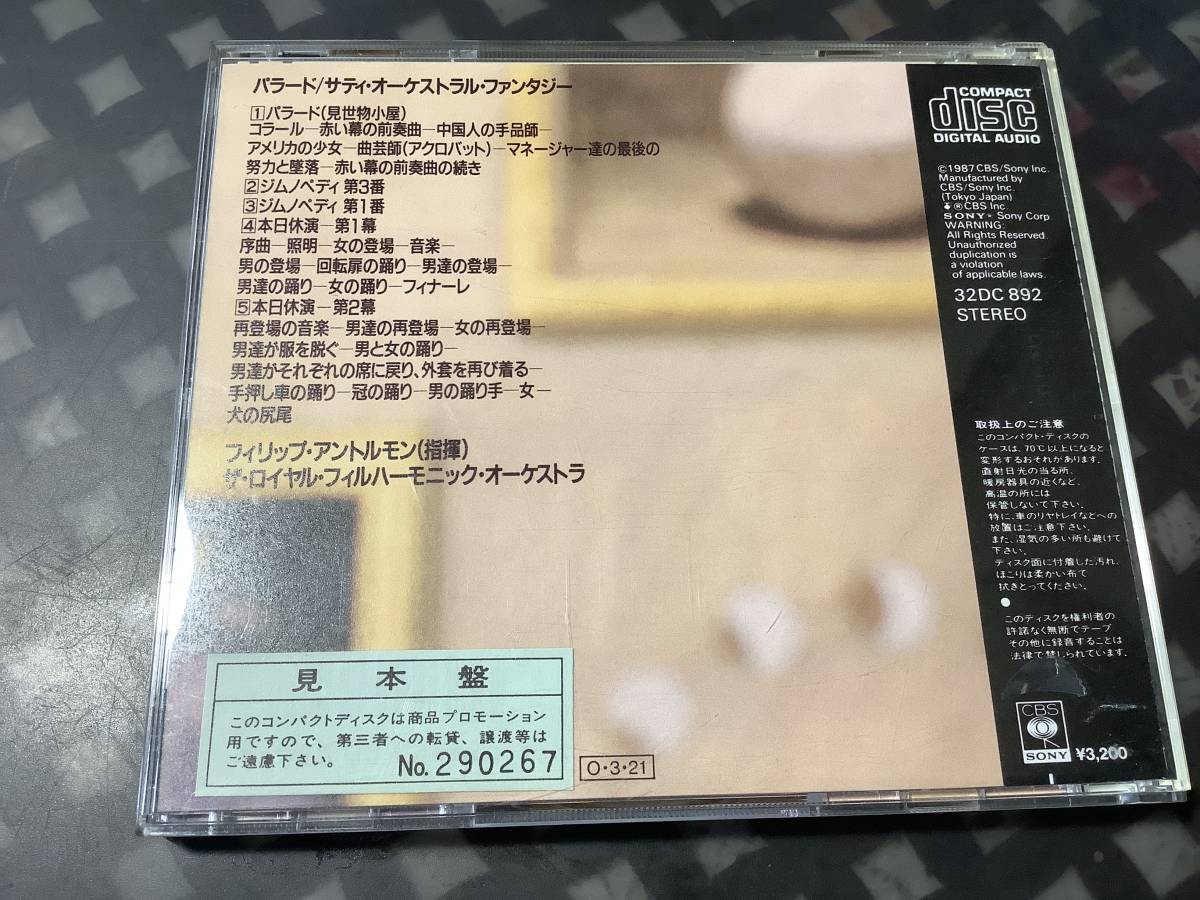 パラード/サティ・オーケストラル・ファンタジー
1パラード(見世物小屋)
コラール—赤い幕の前奏曲—中国人の手品師—
アメリカの少女—曲芸師(アクロバット)—マネージャー達の最後の
努力と墜落—赤い幕の前奏曲の続き
2ジムノペディ 第3番
3ジムノペディ 第1番
4本日休演—第1幕
序曲—照明—女の登場—音楽—
男の登場—回転扉の踊り—男達の登場—
男達の踊り—女の踊り—フィナーレ
5本日休演—第2幕
再登場の音楽—男達の再登場—女の再登場—
男達が服を脱ぐ—男と女の踊り—
男達がそれぞれの席に戻り、外套を再び着る—
手押し車の踊り—冠の踊り—男の踊り手—女—
犬の尻尾
フィリップ・アントルモン(指揮)
ザ・ロイヤル・フィルハーモニック・オーケストラ
見本盤
このコンパクトディスクは商品プロモーション
用ですので、第三者への転貸、譲渡等は
ご遠慮下さい。
No.290267
O・3・21
COMPACT
disc
DIGITAL AUDIO
©1987 CBS/Sony Inc.
Manufactured by
CBS/Sony Inc.
(Tokyo Japan)
®CBS Inc.
SONY® Sony Corp.
WARNING:
All Rights Reserved.
Unauthorized
duplication is
a violation
of applicable laws.
32DC 892
STEREO
取扱上のご注意
このコンパクト・ディスクの
ケースは、70℃以上になると
変形するおそれがあります。
直射日光の当る所、
暖房器具の近くなど、
高温の所には
保管しないで下さい。
特に、車のリヤトレイなどへの
放置はご注意下さい。
また、湿気の多い所も避けて
下さい。
ディスク面に付着した汚れ、
ほこりは柔かい布で
拭きとってください。
このディスクを権利者の
許諾なく無断でテープ
その他に録音することは
法律で禁じられています。
CBS
SONY
¥3,200